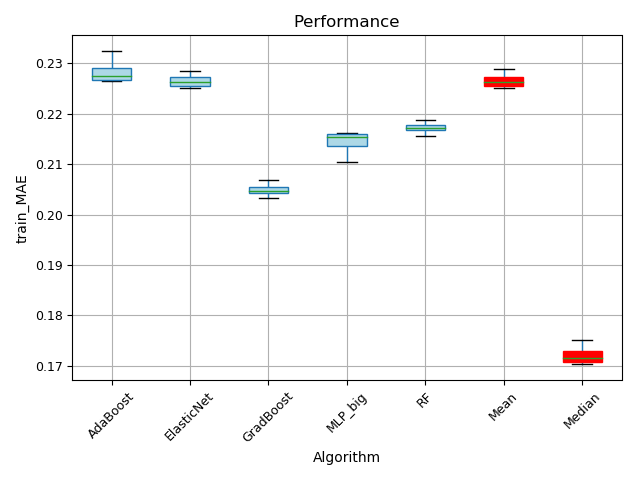 Performance
train_MAE
0.23
0.22
0.21
0.20
0.19
0.18
0.17
AdaBoost
ElasticNet
GradBoost
MLP_big
RF
Mean
Median
Algorithm